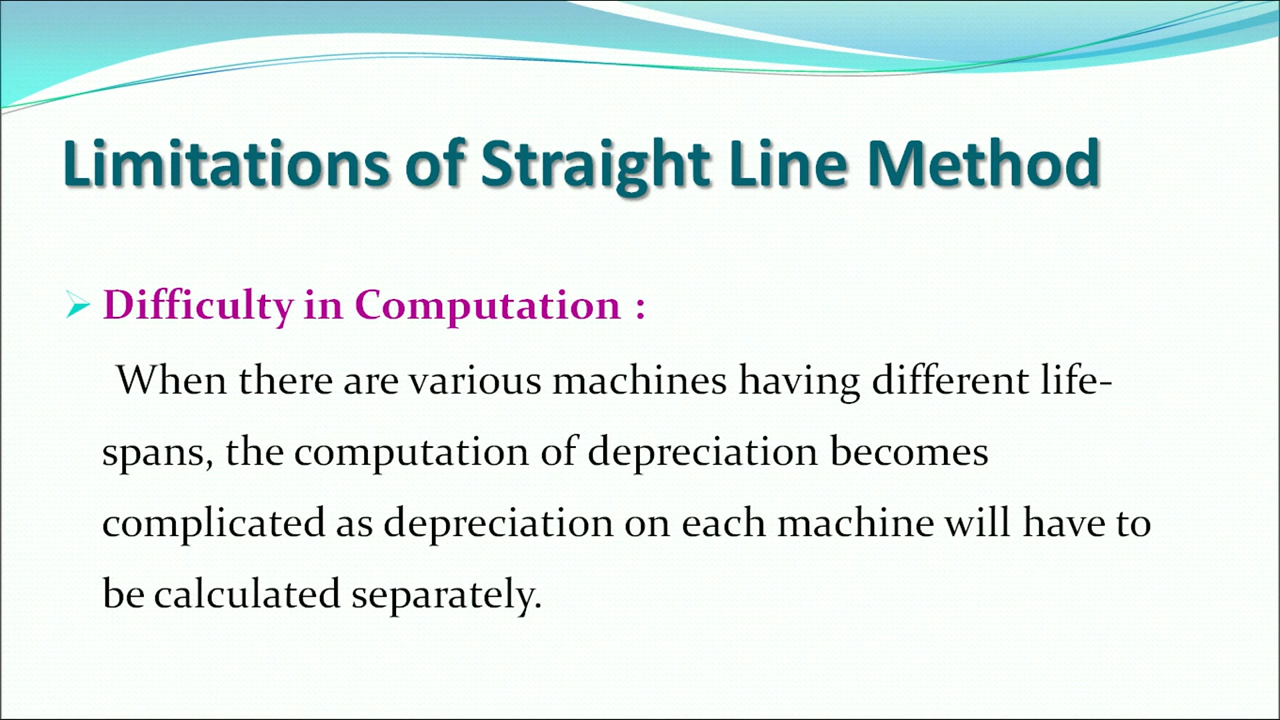 Limitations of Straight Line Method
Difficulty in Computation :
When there are various machines having different life-
spans, the computation of depreciation becomes
complicated as depreciation on each machine will have to
be calculated separately.